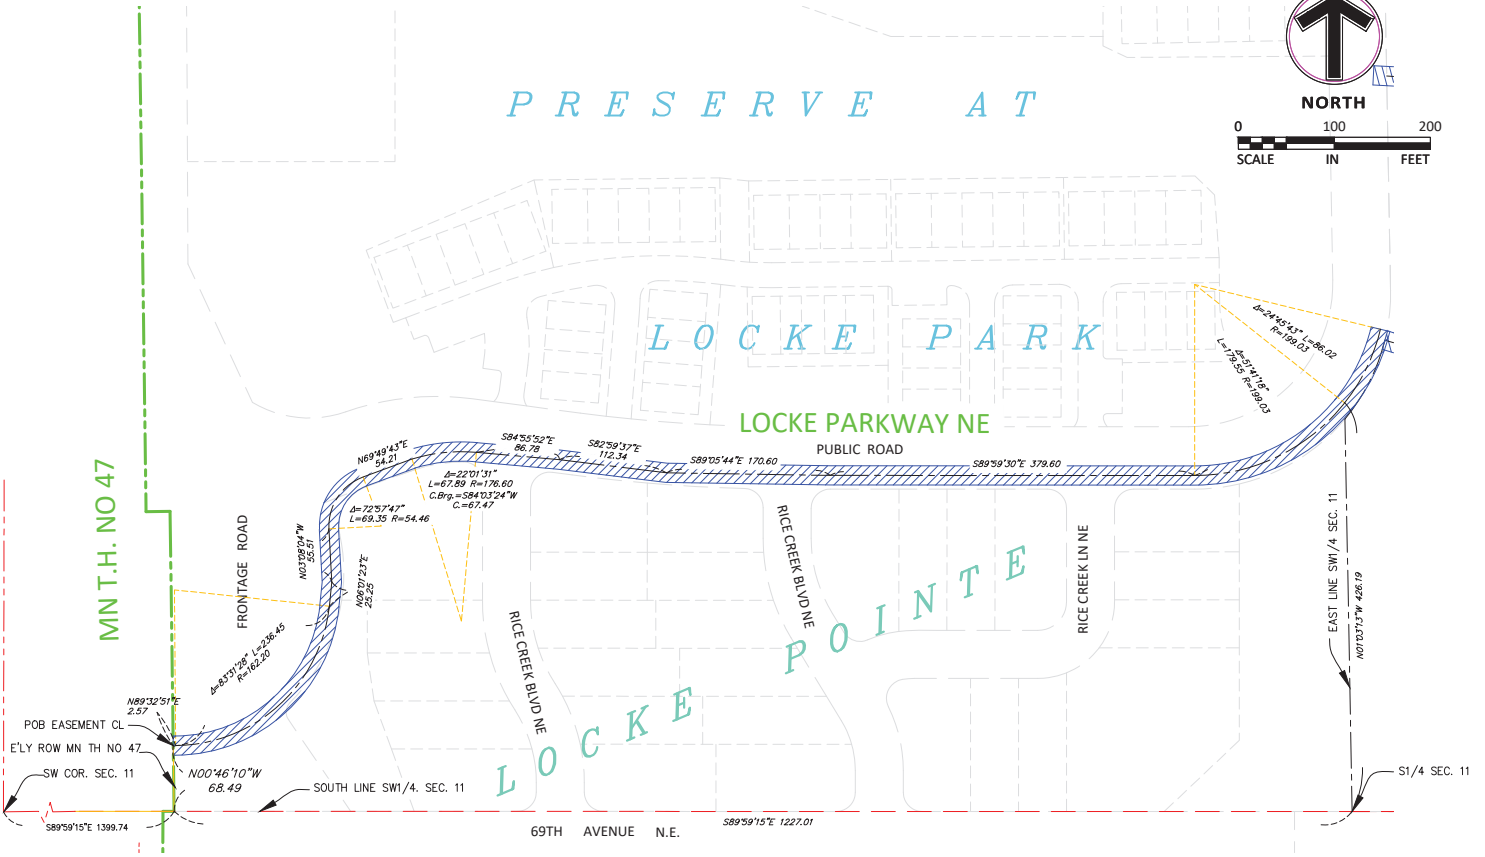 PRESERVE AT
NORTH
0 100 200
SCALE IN FEET
LOCKE PARK
Δ=24°45'43" L=86.02
R=199.03
Δ=51°41'18"
L=179.55 R=199.03
LOCKE PARKWAY NE
PUBLIC ROAD
N69°49'43"E
54.21
S84°55'52"E
86.78
S82°59'37"E
112.34
S89°05'44"E 170.60
S89°59'30"E 379.60
Δ=22°01'31"
L=67.89 R=176.60
C.Brg.=S84°03'24"W
C.=67.47
Δ=72°57'47"
L=69.35 R=54.46
MN T.H. NO 47
FRONTAGE ROAD
N03°08'04"W
55.51
N06°01'23"E
25.25
RICE CREEK BLVD NE
RICE CREEK BLVD NE
RICE CREEK LN NE
EAST LINE SW1/4 SEC. 11
N01°03'13"W 426.19
LOCKE POINTE
Δ=83°31'28" L=236.45
R=162.20
N89°32'51"E
2.57
POB EASEMENT CL
E'LY ROW MN TH NO 47
SW COR. SEC. 11
N00°46'10"W
68.49
SOUTH LINE SW1/4. SEC. 11
S1/4 SEC. 11
S89°59'15"E 1399.74
69TH AVENUE N.E.
S89°59'15"E 1227.01